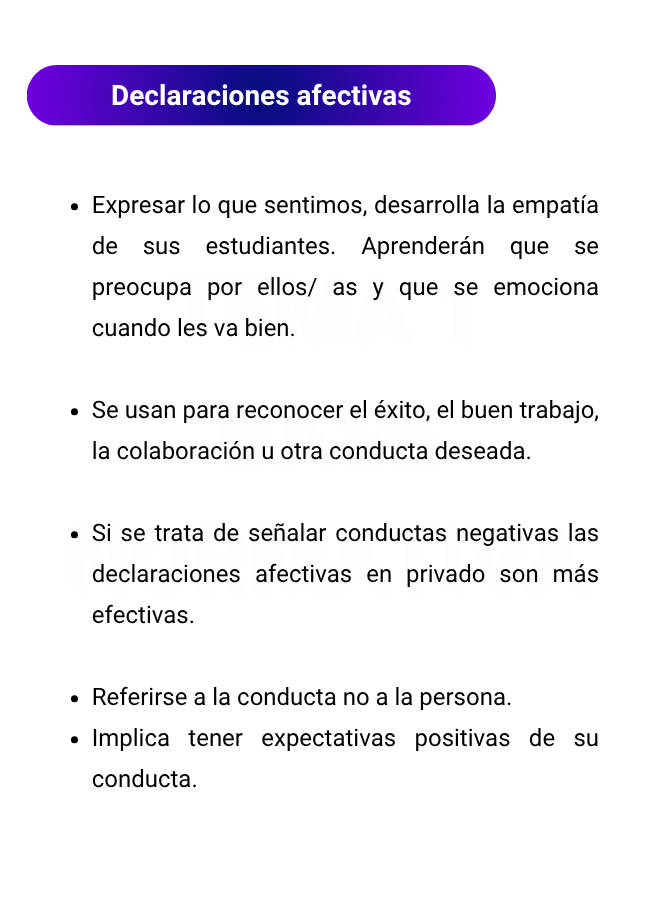 Declaraciones afectivas
• Expresar lo que sentimos, desarrolla la empatía
de sus estudiantes. Aprenderán que se
preocupa por ellos/ as y que se emociona
cuando les va bien.
• Se usan para reconocer el éxito, el buen trabajo,
la colaboración u otra conducta deseada.
• Si se trata de señalar conductas negativas las
declaraciones afectivas en privado son más
efectivas.
• Referirse a la conducta no a la persona.
• Implica tener expectativas positivas de su
conducta.